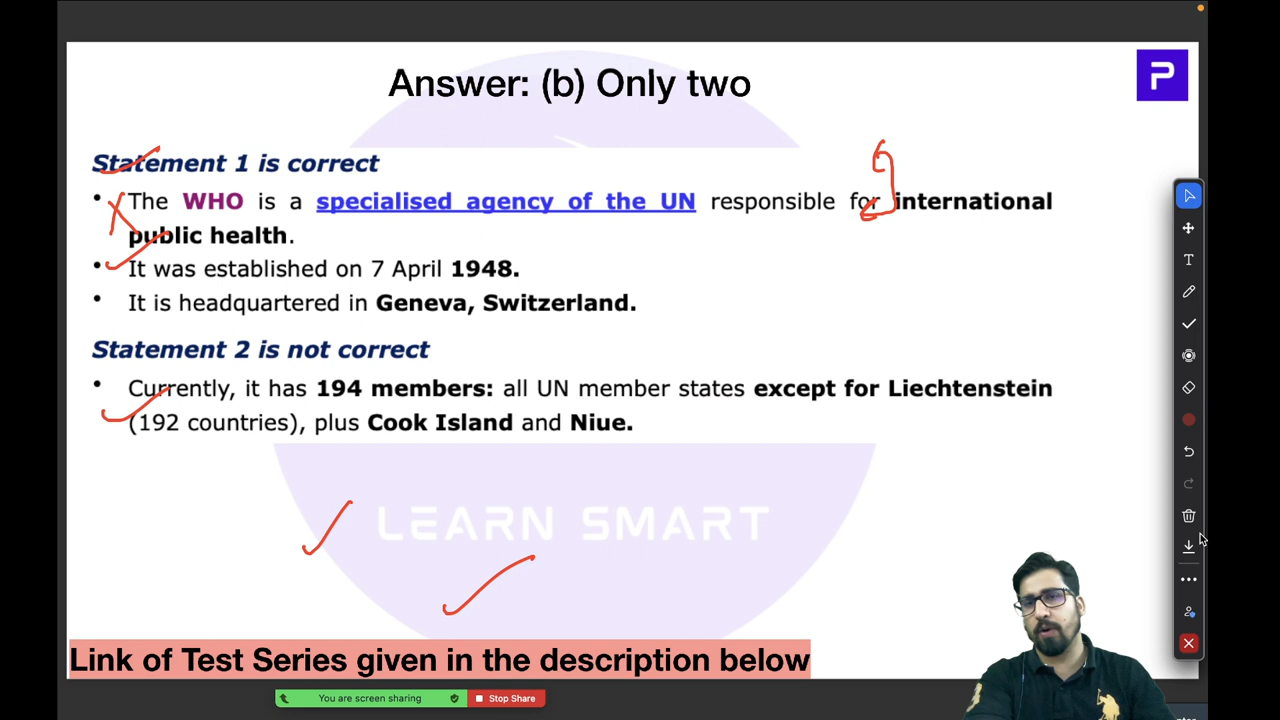 Answer: (b) Only two
P
Statement 1 is correct
• The WHO is a specialised agency of the UN responsible for international
public health.
• It was established on 7 April 1948.
• It is headquartered in Geneva, Switzerland.
Statement 2 is not correct
• Currently, it has 194 members: all UN member states except for Liechtenstein
(192 countries), plus Cook Island and Niue.
LEARN SMART
Link of Test Series given in the description below
You are screen sharing
Stop Share